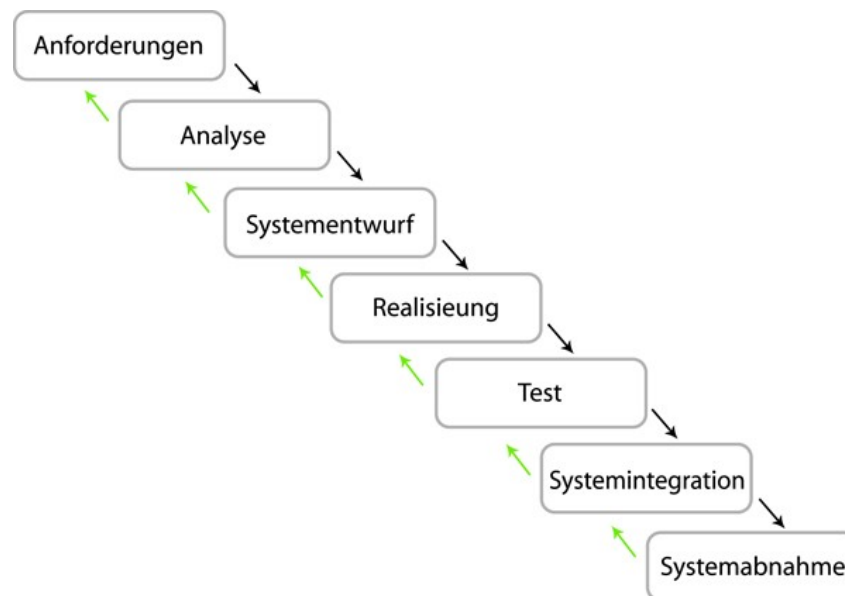 Anforderungen
Analyse
Systementwurf
Realisieung
Test
Systemintegration
Systemabnahme